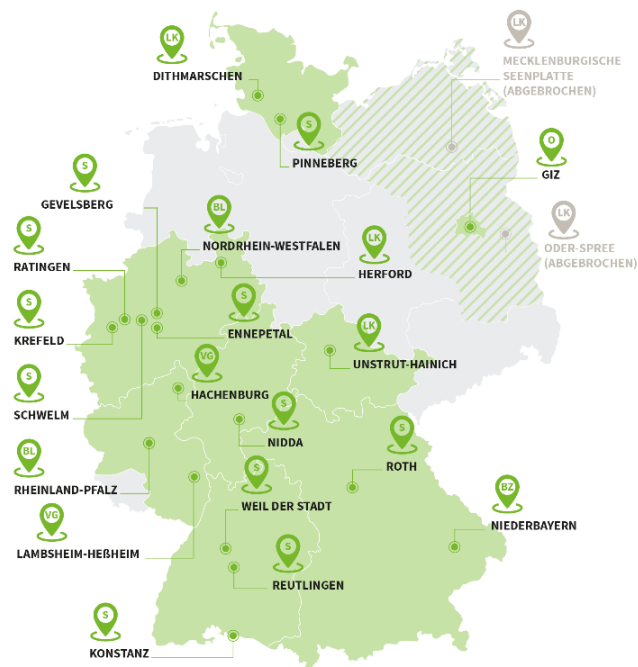 LK
DITHMARSCHEN
LK
MECKLENBURGISCHE
SEENPLATTE
(ABGEBROCHEN)
S
PINNEBERG
O
GIZ
S
GEVELSBERG
BL
NORDRHEIN-WESTFALEN
LK
HERFORD
LK
ODER-SPREE
(ABGEBROCHEN)
S
RATINGEN
S
KREFELD
S
ENNEPETAL
LK
UNSTRUT-HAINICH
VG
HACHENBURG
S
SCHWELM
S
NIDDA
S
ROTH
BL
RHEINLAND-PFALZ
S
WEIL DER STADT
BZ
NIEDERBAYERN
VG
LAMBSHEIM-HEßHEIM
S
REUTLINGEN
S
KONSTANZ